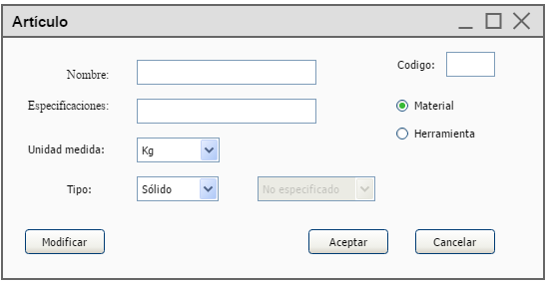 Artículo
Nombre:
Codigo:
Especificaciones:
Material
Herramienta
Unidad medida:
Kg
Tipo:
Sólido
No especificado
Modificar
Aceptar
Cancelar